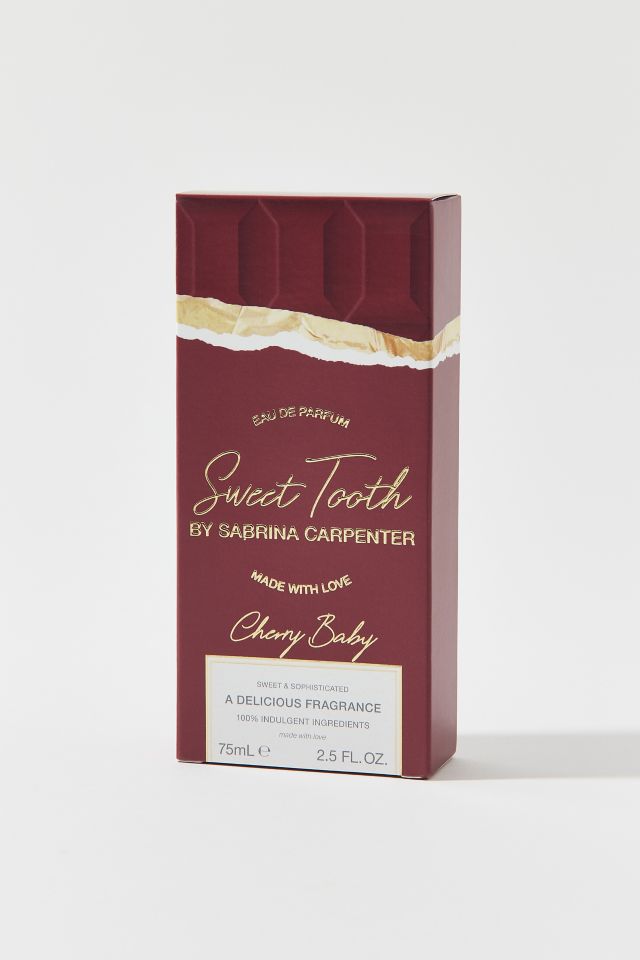 EAU DE PARFUM
Sweet Tooth
BY SABRINA CARPENTER
MADE WITH LOVE
Cherry Baby
SWEET & SOPHISTICATED
A DELICIOUS FRAGRANCE
100% INDULGENT INGREDIENTS
made with love
75mL ℮ 2.5 FL.OZ.